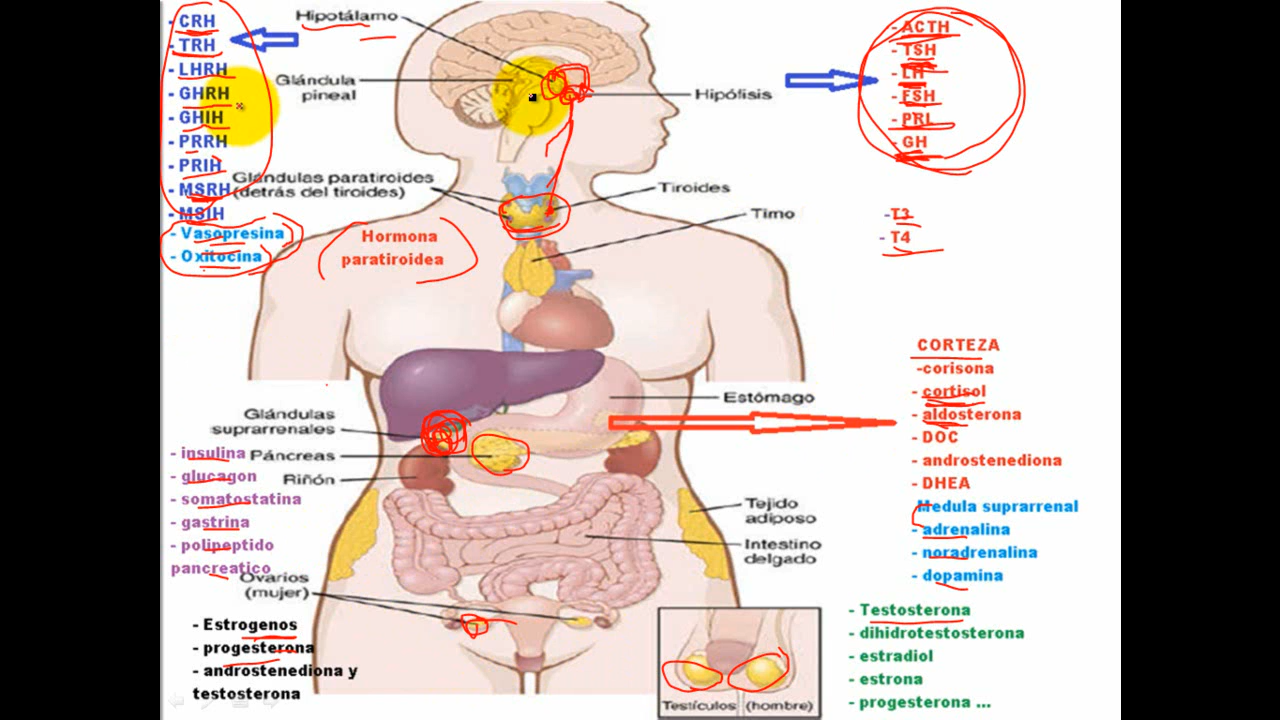 - CRH
- TRH
- LHRH
- GHRH
- GHIH
- PRRH
- PRIH
- MSRH
- MSIH
- Vasopresina
- Oxitocina
Hipotálamo
Glándula
pineal
Hipófisis
- ACTH
- TSH
- LH
- FSH
- PRL
- GH
Glándulas paratiroides
(detrás del tiroides)
Tiroides
Timo
Hormona
paratiroidea
-T3
- T4
CORTEZA
-corisona
- cortisol
- aldosterona
- DOC
- androstenediona
- DHEA
Medula suprarrenal
- adrenalina
- noradrenalina
- dopamina
Estómago
Glándulas
suprarrenales
Páncreas
Riñón
- insulina
- glucagon
- somatostatina
- gastrina
- polipeptido
pancreatico
Tejido
adiposo
Intestino
delgado
Ovarios
(mujer)
- Estrogenos
- progesterona
- androstenediona y
testosterona
Testículos (hombre)
- Testosterona
- dihidrotestosterona
- estradiol
- estrona
- progesterona ...